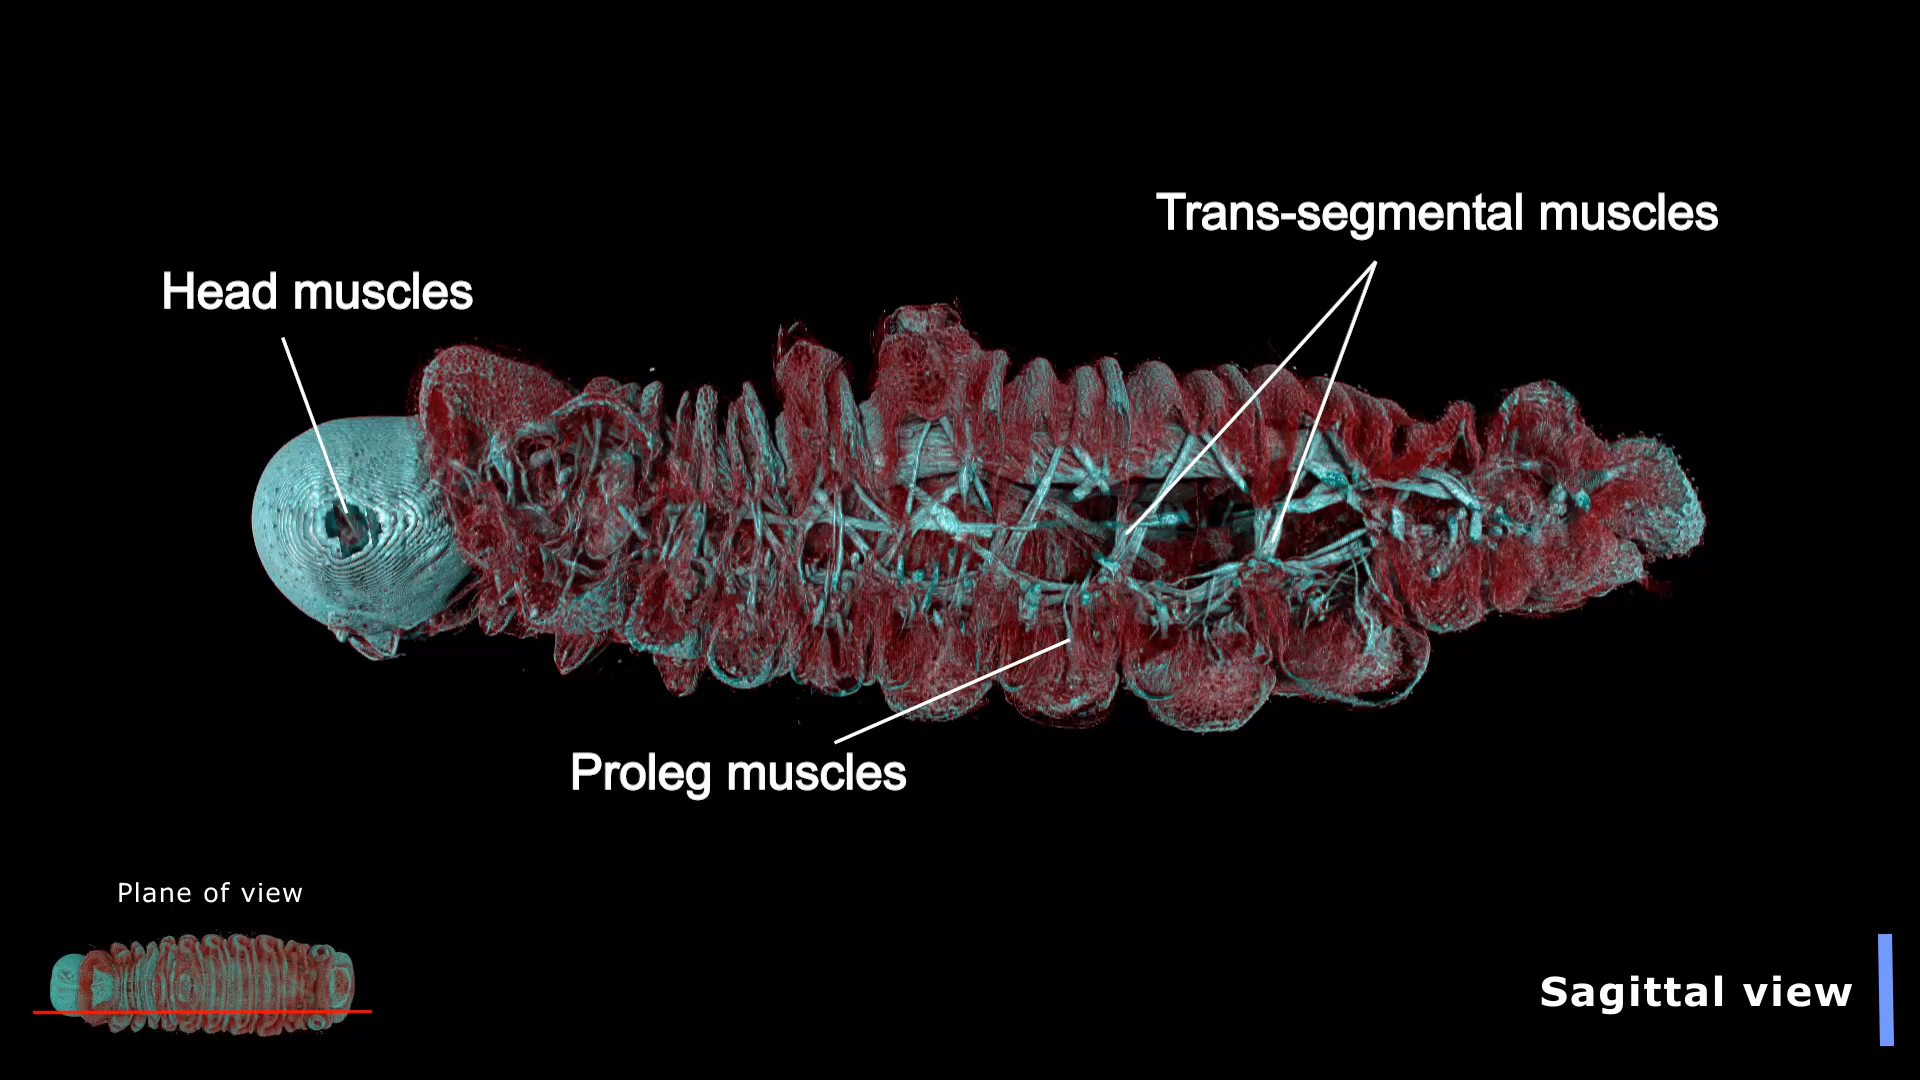 Trans-segmental muscles
Head muscles
Proleg muscles
Plane of view
Sagittal view